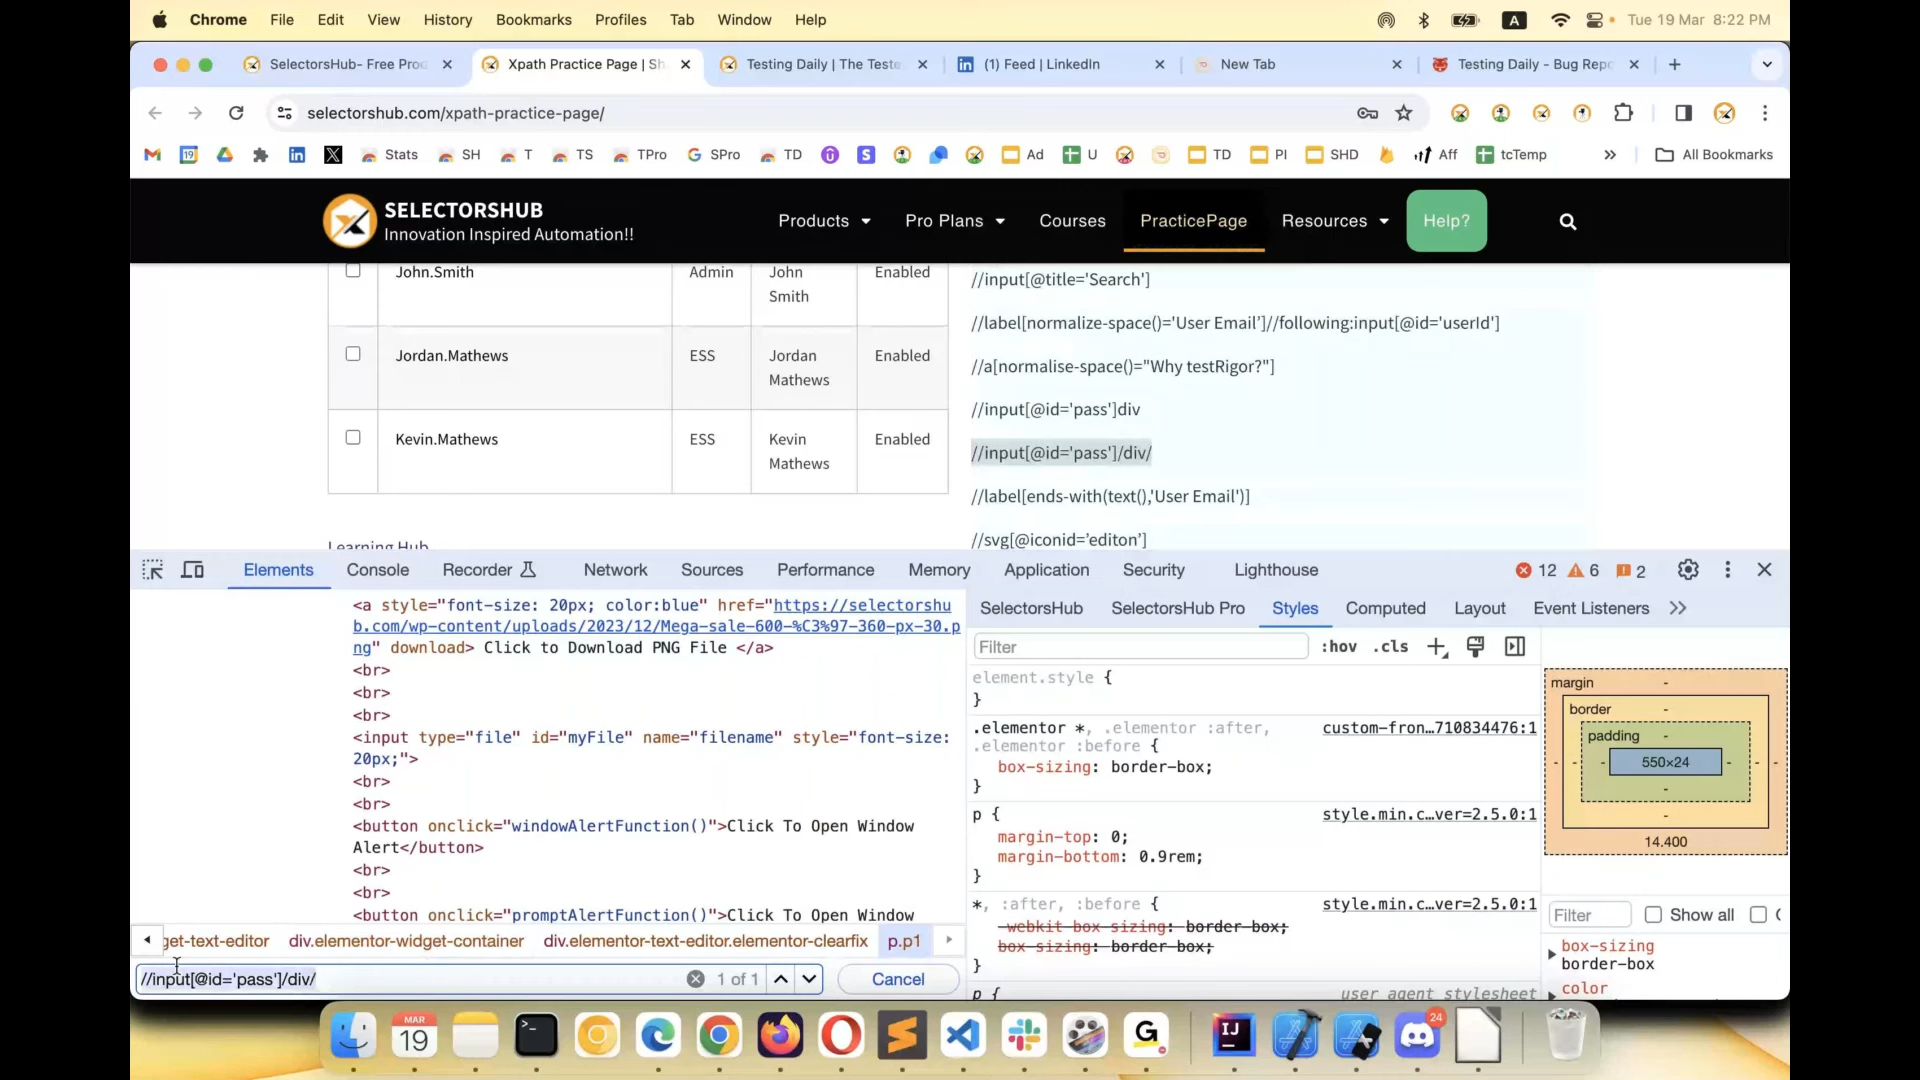 Chrome File Edit View History Bookmarks Profiles Tab Window Help A Tue 19 Mar 8:22 PM
SelectorsHub- Free Pro Xpath Practice Page | Sh Testing Daily | The Teste (1) Feed | LinkedIn New Tab Testing Daily - Bug Repo
selectorshub.com/xpath-practice-page/
Stats SH T TS TPro SPro TD Ad U TD PI SHD Aff tcTemp All Bookmarks
SELECTORSHUB
Innovation Inspired Automation!!
Products Pro Plans Courses PracticePage Resources Help?
John.Smith Admin John Smith Enabled
Jordan.Mathews ESS Jordan Mathews Enabled
Kevin.Mathews ESS Kevin Mathews Enabled
Learning Hub
//input[@title='Search']
//label[normalize-space()='User Email’]//following:input[@id='userId']
//a[normalise-space()="Why testRigor?"]
//input[@id='pass']div
//input[@id='pass']/div/
//label[ends-with(text(),'User Email')]
//svg[@iconid=’editon’]
Elements Console Recorder Network Sources Performance Memory Application Security Lighthouse 12 6 2
<a style="font-size: 20px; color:blue" href="https://selectorshu
b.com/wp-content/uploads/2023/12/Mega-sale-600-%C3%97-360-px-30.p
ng" download> Click to Download PNG File </a>
<br>
<br>
<br>
<input type="file" id="myFile" name="filename" style="font-size:
20px;">
<br>
<br>
<button onclick="windowAlertFunction()">Click To Open Window
Alert</button>
<br>
<br>
<button onclick="promptAlertFunction()">Click To Open Window
get-text-editor div.elementor-widget-container div.elementor-text-editor.elementor-clearfix p.p1
//input[@id='pass']/div/ 1 of 1 Cancel
SelectorsHub SelectorsHub Pro Styles Computed Layout Event Listeners
Filter :hov .cls
element.style {
}
.elementor *, .elementor :after, custom-fron…710834476:1
.elementor :before {
box-sizing: border-box;
}
p { style.min.c…ver=2.5.0:1
margin-top: 0;
margin-bottom: 0.9rem;
}
*, :after, :before { style.min.c…ver=2.5.0:1
-webkit-box-sizing: border-box;
box-sizing: border-box;
}
p { user agent stylesheet
margin -
border -
padding -
- - - 550×24 - - -
-
-
-
14.400
Filter Show all
box-sizing
border-box
color
MAR
19
G
IJ
24